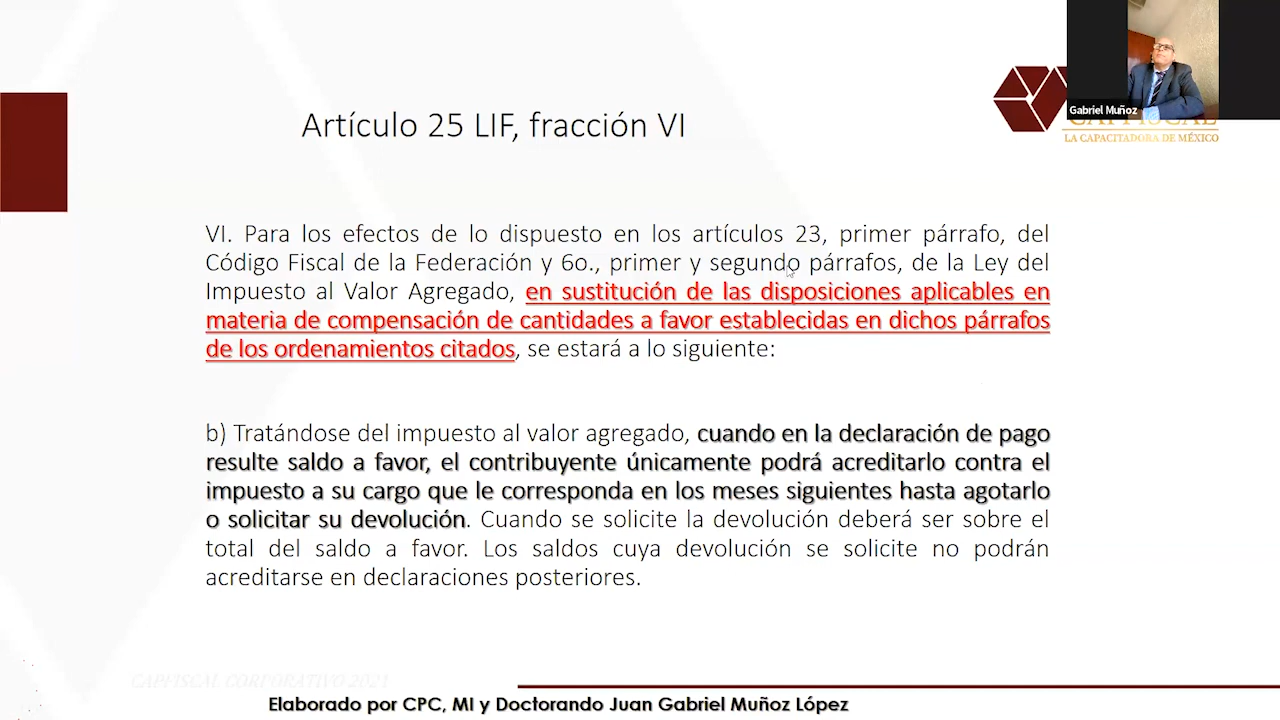 Gabriel Muñoz
CAPFISCAL
LA CAPACITADORA DE MÉXICO
Artículo 25 LIF, fracción VI
VI. Para los efectos de lo dispuesto en los artículos 23, primer párrafo, del
Código Fiscal de la Federación y 6o., primer y segundo párrafos, de la Ley del
Impuesto al Valor Agregado, en sustitución de las disposiciones aplicables en
materia de compensación de cantidades a favor establecidas en dichos párrafos
de los ordenamientos citados, se estará a lo siguiente:
b) Tratándose del impuesto al valor agregado, cuando en la declaración de pago
resulte saldo a favor, el contribuyente únicamente podrá acreditarlo contra el
impuesto a su cargo que le corresponda en los meses siguientes hasta agotarlo
o solicitar su devolución. Cuando se solicite la devolución deberá ser sobre el
total del saldo a favor. Los saldos cuya devolución se solicite no podrán
acreditarse en declaraciones posteriores.
CAPFISCAL CORPORATIVO 2021
Elaborado por CPC, MI y Doctorando Juan Gabriel Muñoz López